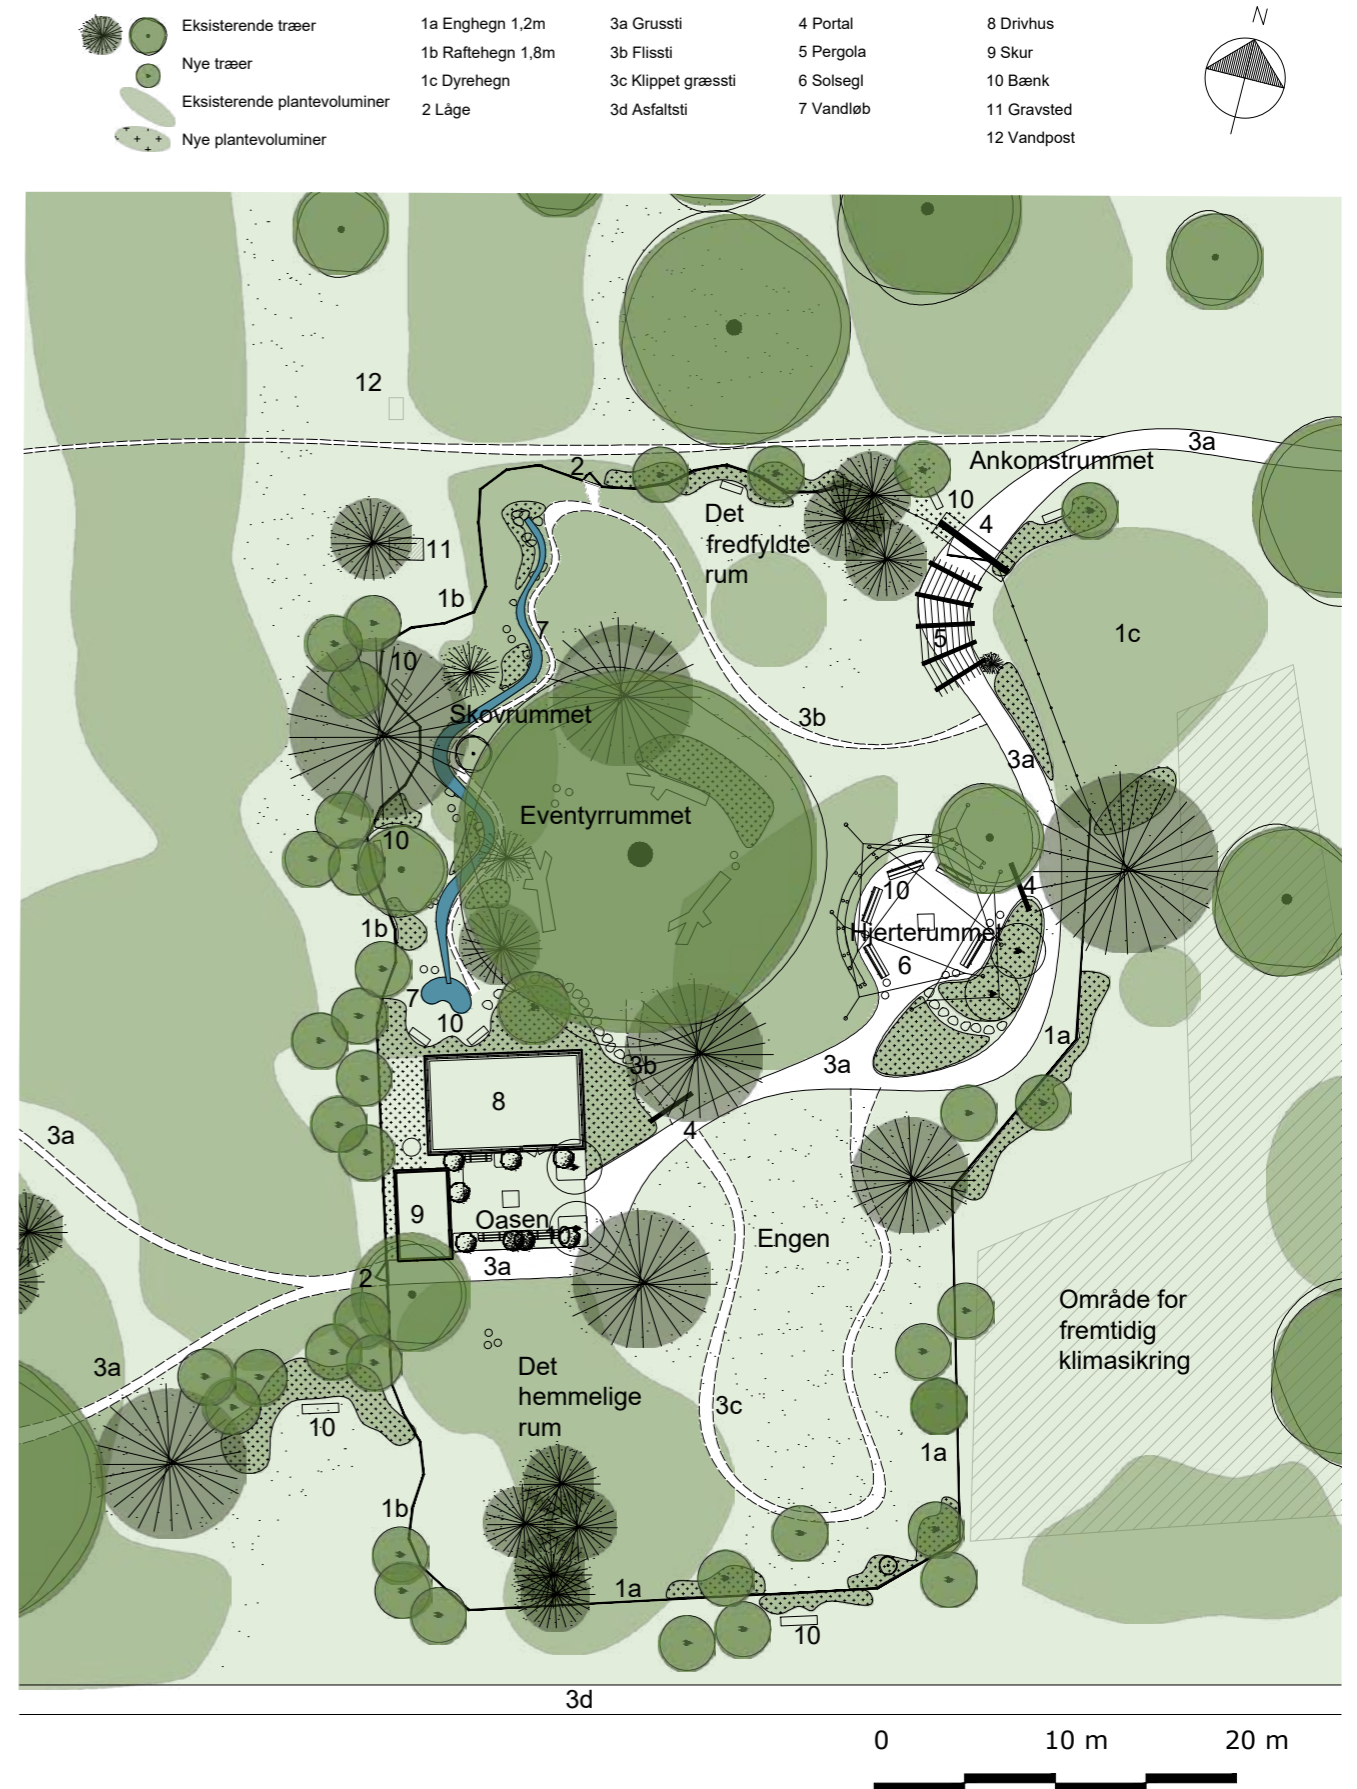 Eksisterende træer
Nye træer
Eksisterende plantevoluminer
Nye plantevoluminer
1a Enghegn 1,2m
1b Raftehegn 1,8m
1c Dyrehegn
2 Låge
3a Grussti
3b Flissti
3c Klippet græssti
3d Asfaltsti
4 Portal
5 Pergola
6 Solsegl
7 Vandløb
8 Drivhus
9 Skur
10 Bænk
11 Gravsted
12 Vandpost
N
12
3a
Ankomstrummet
2
10
4
Det
fredfyldte
rum
11
1b
7
5
1c
10
Skovrummet
3b
3a
Eventyrrummet
10
10
4
1b
Hjerterummet
6
7
10
1a
3b
3a
8
4
3a
9
Oasen
10
Engen
3a
2
Område for
fremtidig
klimasikring
3a
Det
hemmelige
rum
3c
10
1a
1b
1a
10
3d
0
10 m
20 m